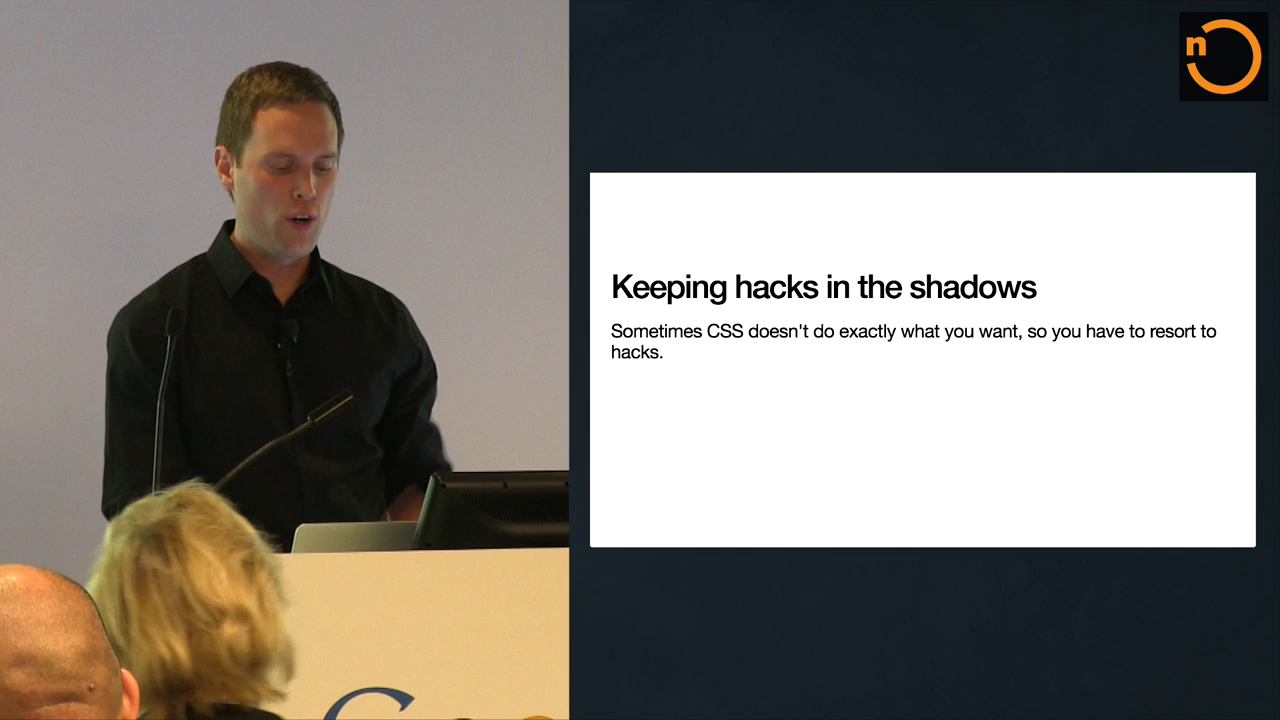 n
Keeping hacks in the shadows
Sometimes CSS doesn't do exactly what you want, so you have to resort to
hacks.